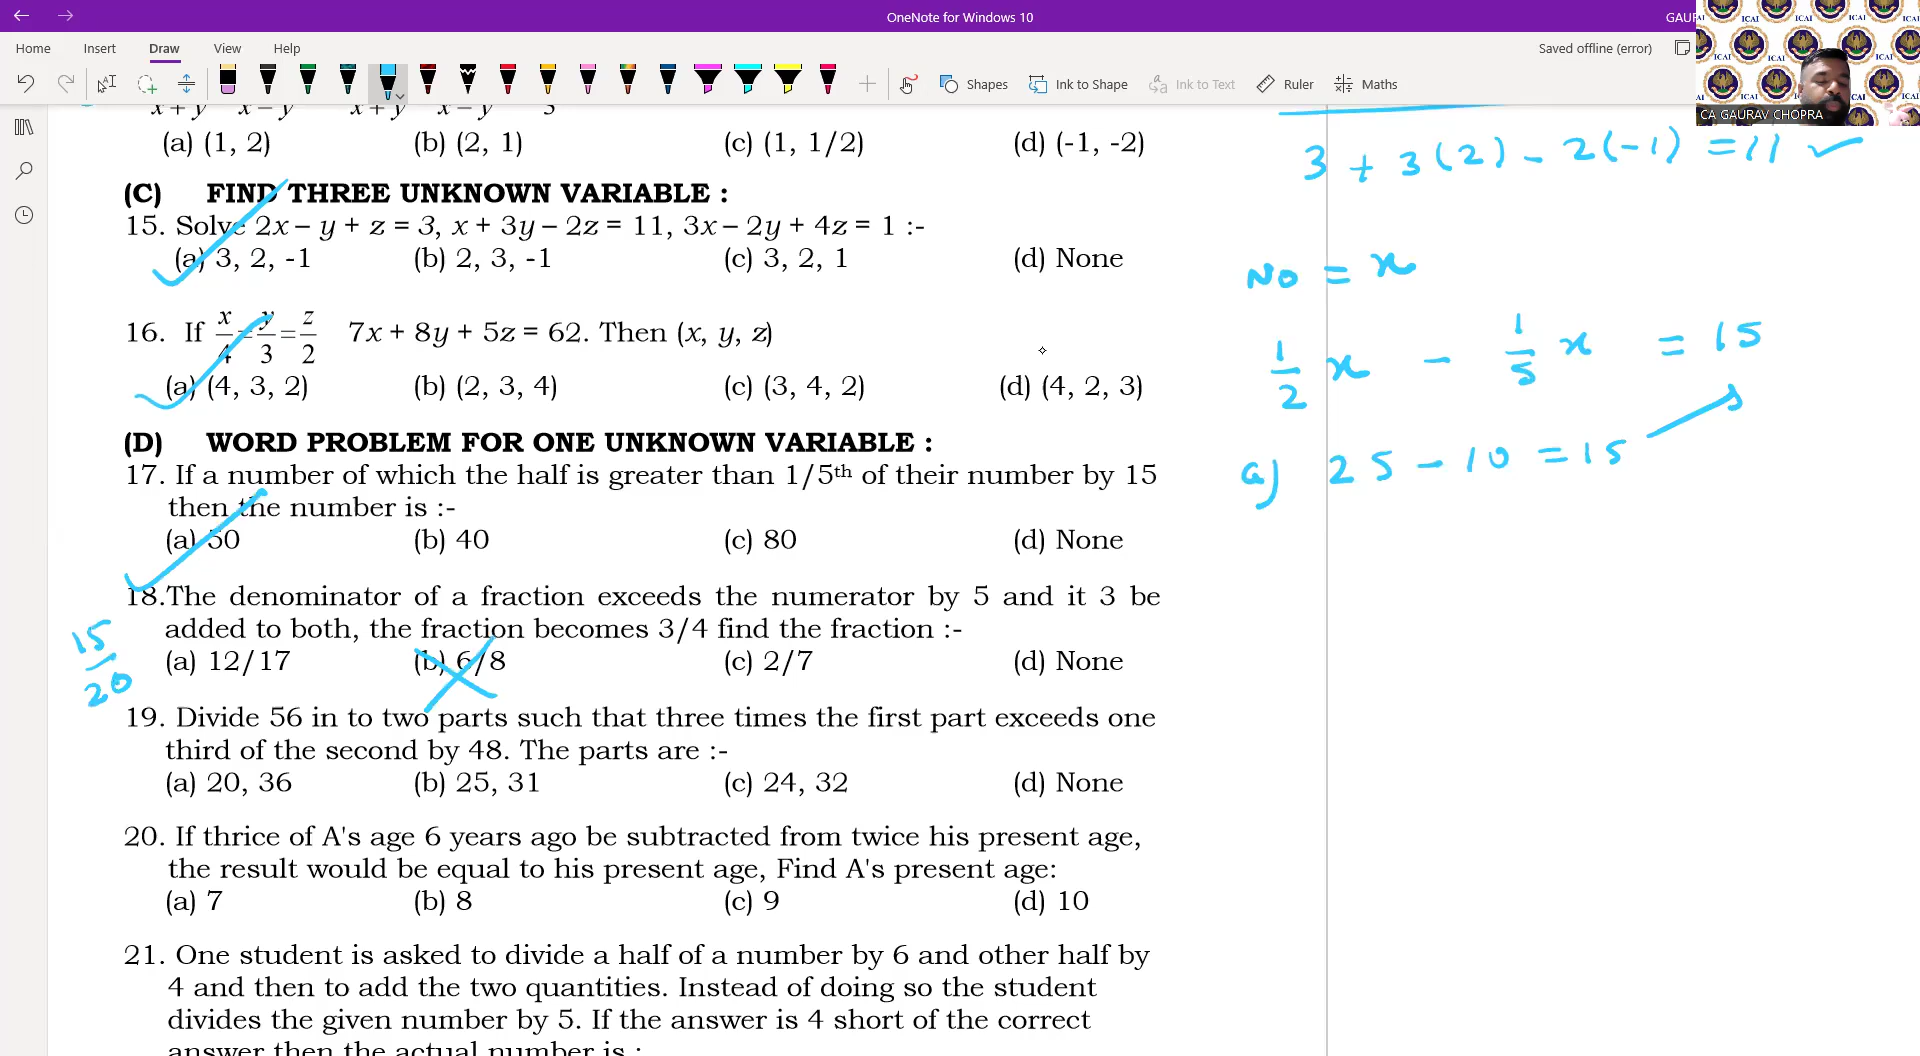 OneNote for Windows 10
Home Insert Draw View Help
Saved offline (error)
Shapes Ink to Shape Ink to Text Ruler Maths
ICAI ICAI ICAI
CA GAURAV CHOPRA
x+y x−y x+y x−y 3
(a) (1, 2) (b) (2, 1) (c) (1, 1/2) (d) (-1, -2)
(C) FIND THREE UNKNOWN VARIABLE :
15. Solve 2x – y + z = 3, x + 3y – 2z = 11, 3x – 2y + 4z = 1 :-
(a) 3, 2, -1 (b) 2, 3, -1 (c) 3, 2, 1 (d) None
16. If x/4 = y/3 = z/2 7x + 8y + 5z = 62. Then (x, y, z)
(a) (4, 3, 2) (b) (2, 3, 4) (c) (3, 4, 2) (d) (4, 2, 3)
(D) WORD PROBLEM FOR ONE UNKNOWN VARIABLE :
17. If a number of which the half is greater than 1/5th of their number by 15
then the number is :-
(a) 50 (b) 40 (c) 80 (d) None
18.The denominator of a fraction exceeds the numerator by 5 and it 3 be
added to both, the fraction becomes 3/4 find the fraction :-
(a) 12/17 (b) 6/8 (c) 2/7 (d) None
15/20
19. Divide 56 in to two parts such that three times the first part exceeds one
third of the second by 48. The parts are :-
(a) 20, 36 (b) 25, 31 (c) 24, 32 (d) None
20. If thrice of A's age 6 years ago be subtracted from twice his present age,
the result would be equal to his present age, Find A's present age:
(a) 7 (b) 8 (c) 9 (d) 10
21. One student is asked to divide a half of a number by 6 and other half by
4 and then to add the two quantities. Instead of doing so the student
divides the given number by 5. If the answer is 4 short of the correct
answer then the actual number is :
3 + 3(2) - 2(-1) = 11 ✓
NO = x
1/2 x - 1/5 x = 15
a) 25 - 10 = 15